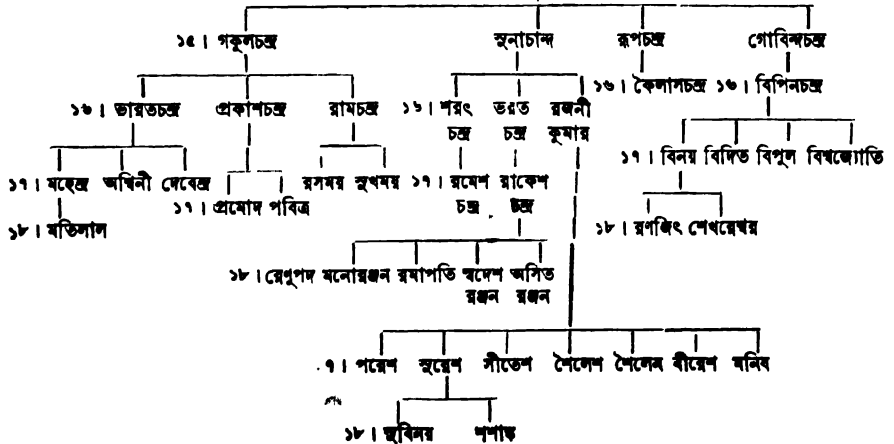 ১৫। গকুলচন্দ্র সুনাচান্দ রূপচন্দ্র গোবিন্দচন্দ্র
১৬। ভারতচন্দ্র প্রকাশচন্দ্র রামচন্দ্র ১৬। শরৎ ভরত রজনী ১৬। কৈলাসচন্দ্র ১৬। বিপিনচন্দ্র
চন্দ্র চন্দ্র কুমার
১৭। মহেন্দ্র অশ্বিনী দেবেন্দ্র রসময় সুখময় ১৭। রমেশ রাকেশ ১৭। বিনয় বিদিত বিপুল বিশ্বজ্যোতি
১৭। প্রমোদ পবিত্র চন্দ্র চন্দ্র
১৮। মতিলাল ১৮। রণজিৎ শেখরেশ্বর
১৮। রেণুপদ মনোরঞ্জন রমাপতি স্বদেশ অসিত
রঞ্জন রঞ্জন
৭। পরেশ সুরেশ সীতেশ শৈলেশ শৈলেন বীরেশ মনিষ
১৮। সুবিনয় শশাঙ্ক